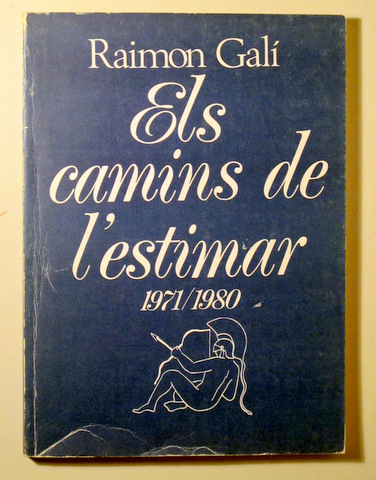 Raimon Galí
Els
camins de
l'estimar
1971/1980